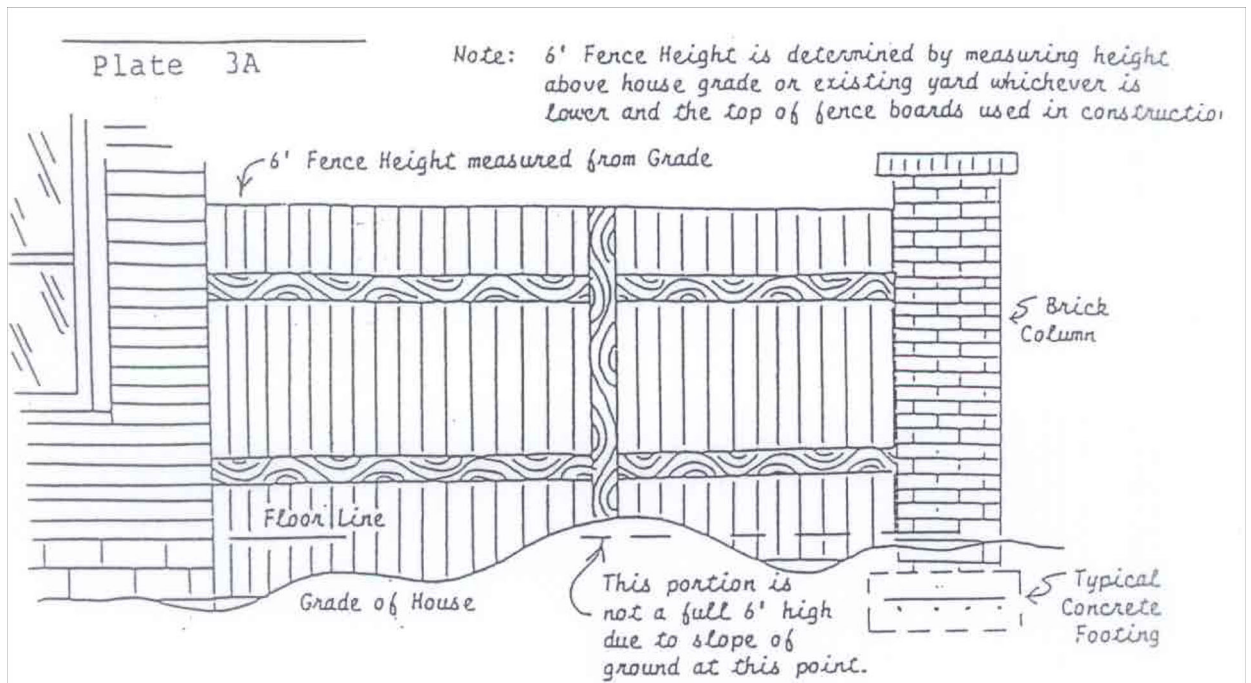 Plate 3A
Note: 6' Fence Height is determined by measuring height
above house grade or existing yard whichever is
lower and the top of fence boards used in constructio
6' Fence Height measured from Grade
Brick
Column
Floor Line
Grade of House
This portion is
not a full 6' high
due to slope of
ground at this point.
Typical
Concrete
Footing